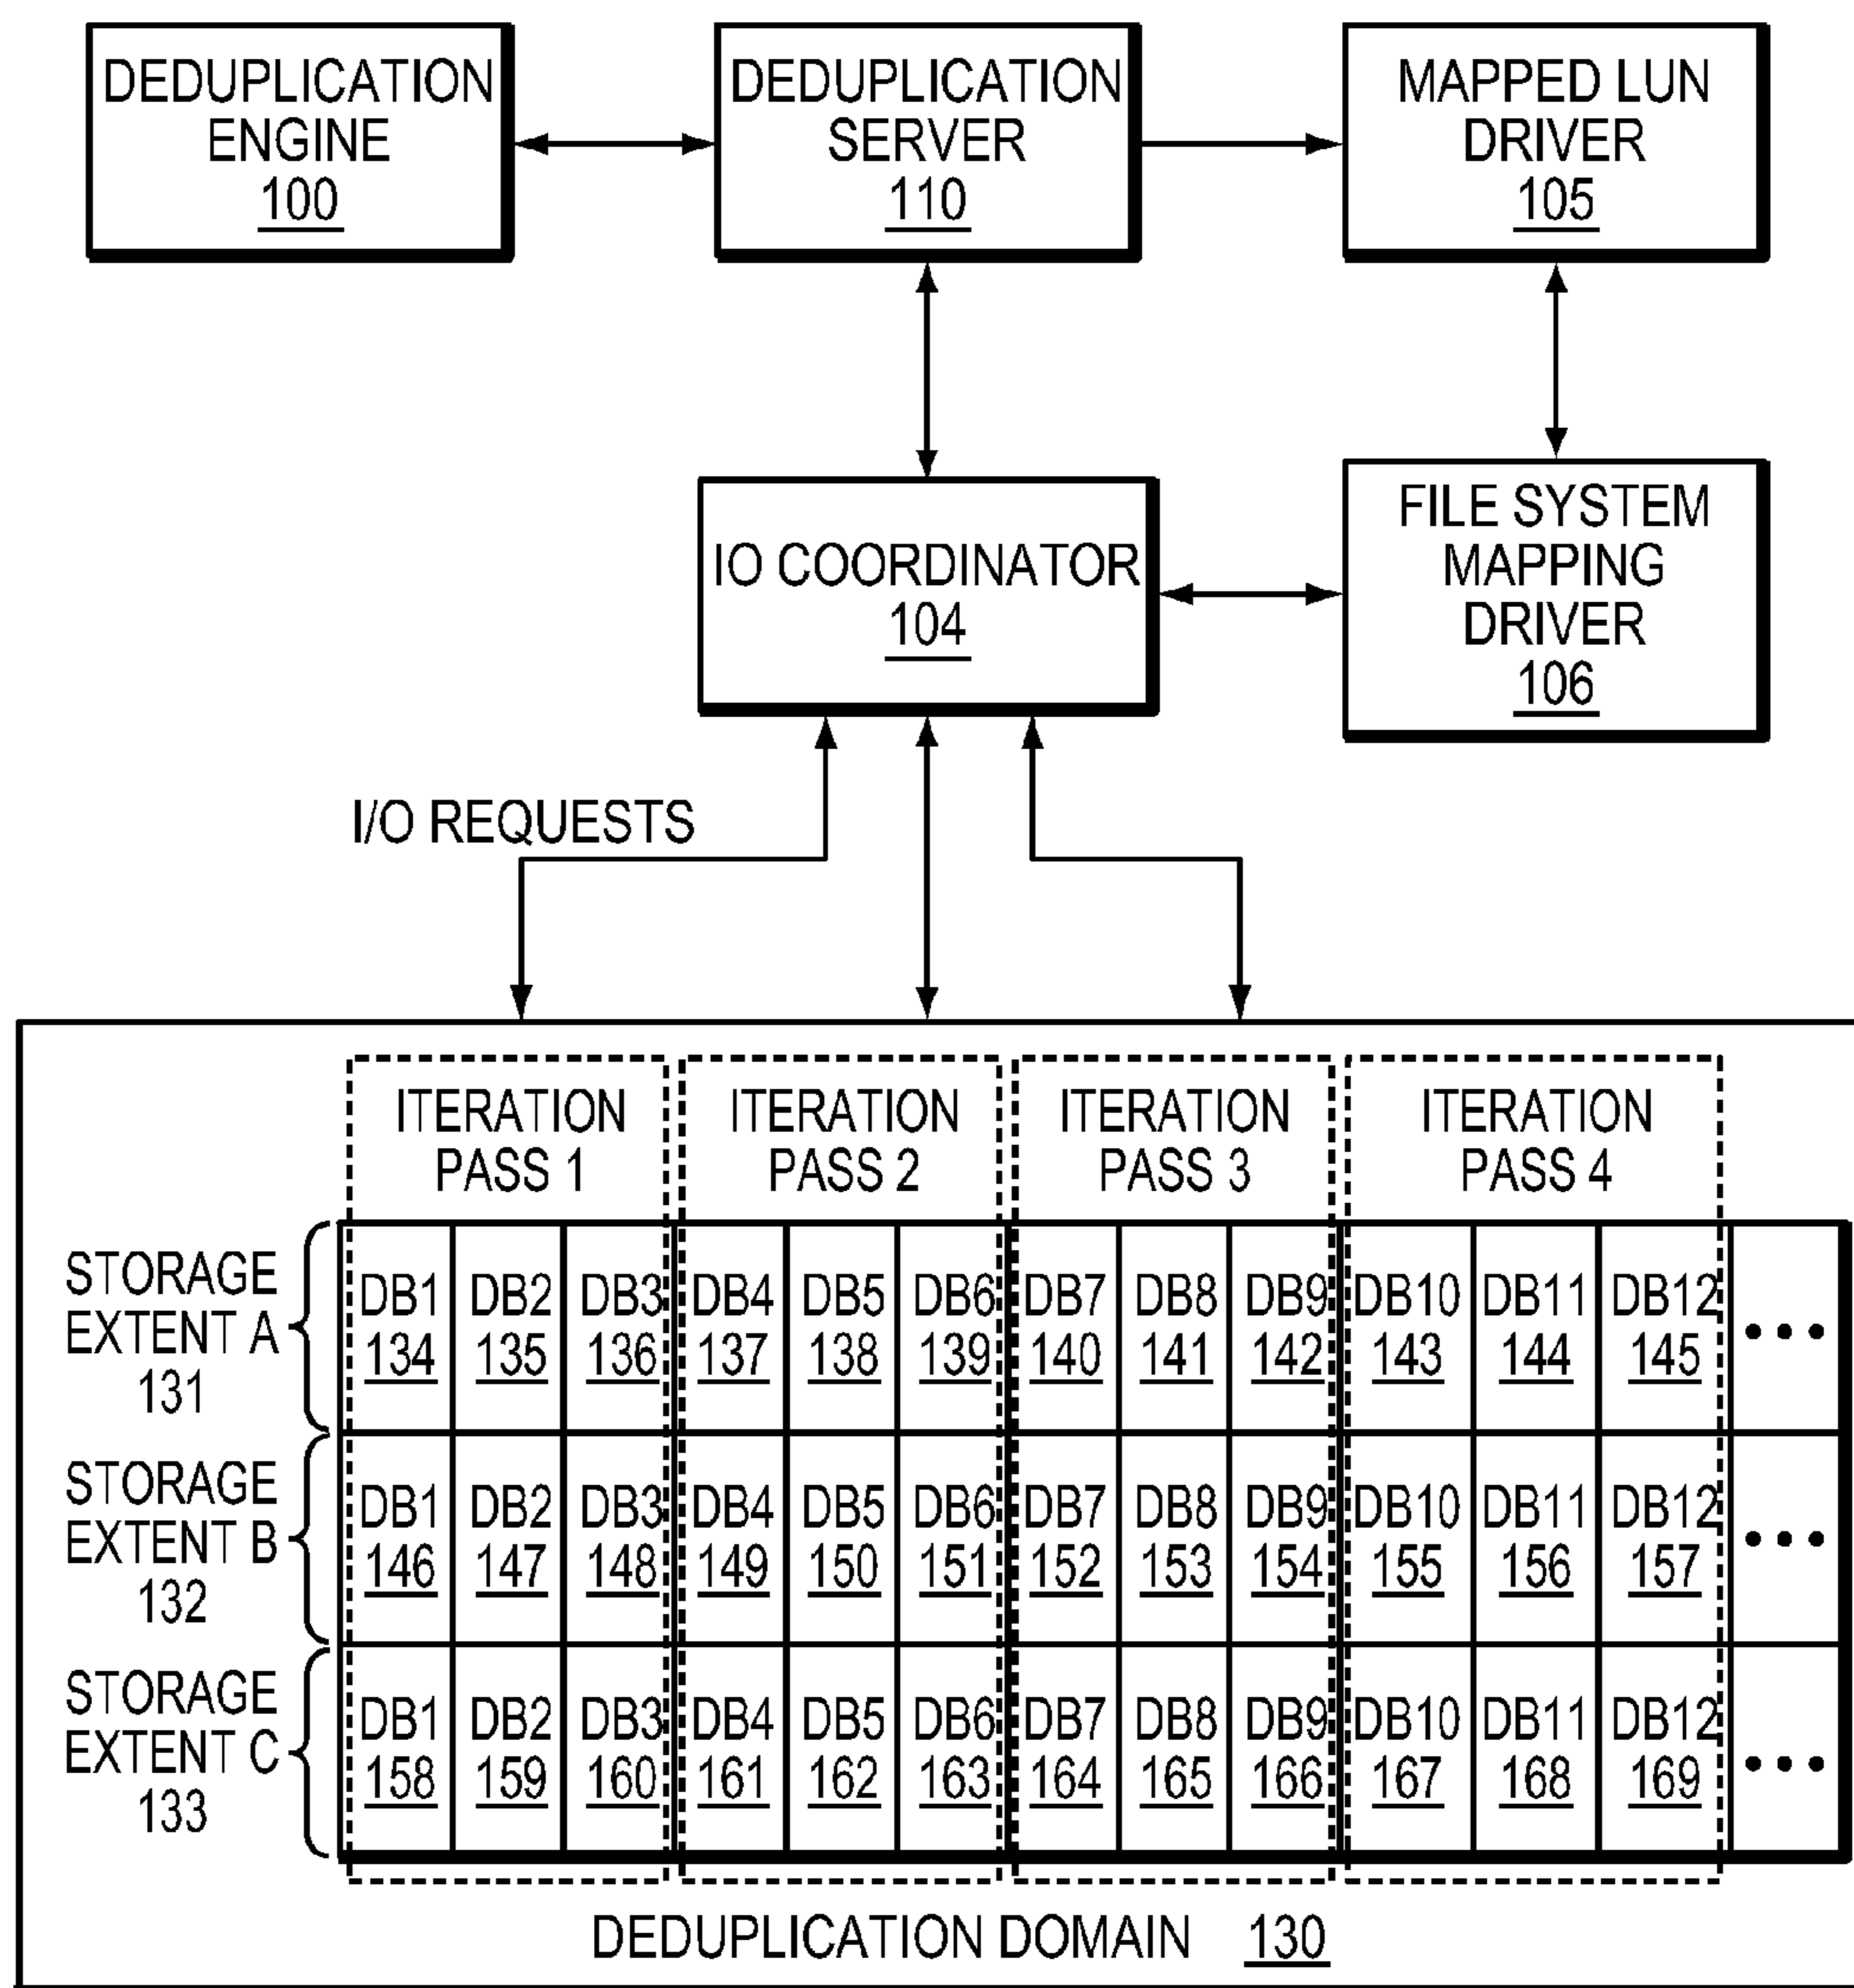 DEDUPLICATION
ENGINE
100
DEDUPLICATION
SERVER
110
MAPPED LUN
DRIVER
105
IO COORDINATOR
104
FILE SYSTEM
MAPPING
DRIVER
106
I/O REQUESTS
ITERATION
PASS 1
ITERATION
PASS 2
ITERATION
PASS 3
ITERATION
PASS 4
STORAGE
EXTENT A
131
DB1 DB2 DB3 DB4 DB5 DB6 DB7 DB8 DB9 DB10 DB11 DB12
134 135 136 137 138 139 140 141 142 143 144 145 • • •
STORAGE
EXTENT B
132
DB1 DB2 DB3 DB4 DB5 DB6 DB7 DB8 DB9 DB10 DB11 DB12
146 147 148 149 150 151 152 153 154 155 156 157 • • •
STORAGE
EXTENT C
133
DB1 DB2 DB3 DB4 DB5 DB6 DB7 DB8 DB9 DB10 DB11 DB12
158 159 160 161 162 163 164 165 166 167 168 169 • • •
DEDUPLICATION DOMAIN 130